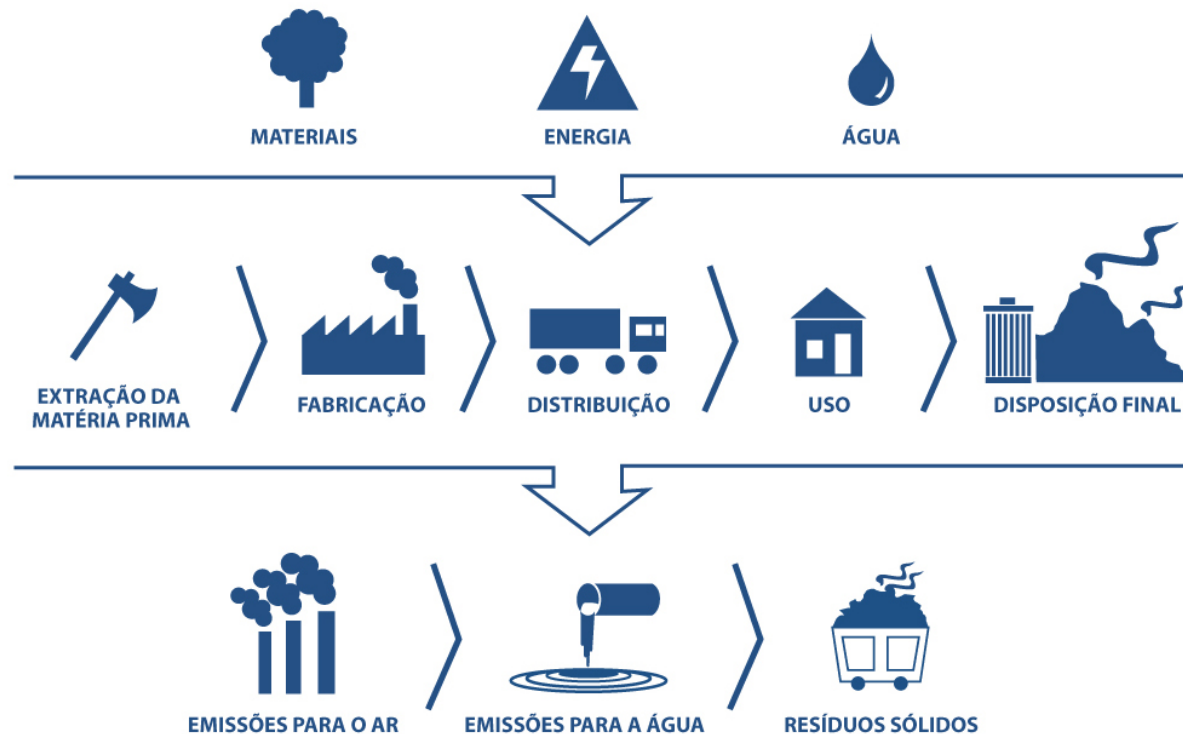 MATERIAIS
ENERGIA
ÁGUA
EXTRAÇÃO DA
MATÉRIA PRIMA
FABRICAÇÃO
DISTRIBUIÇÃO
USO
DISPOSIÇÃO FINAL
EMISSÕES PARA O AR
EMISSÕES PARA A ÁGUA
RESÍDUOS SÓLIDOS